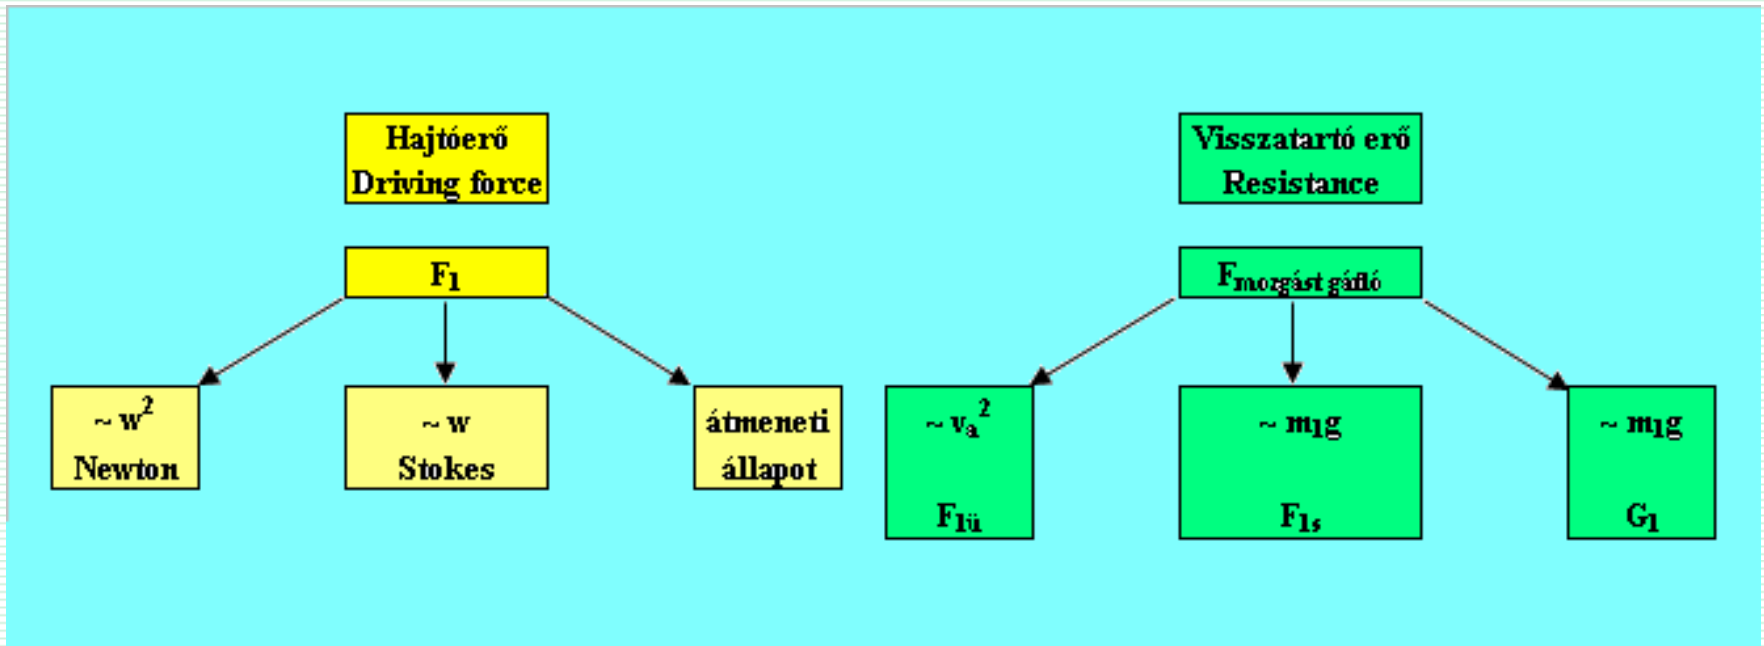 Hajtóerő
Driving force
F1
~ w2
Newton
~ w
Stokes
átmeneti
állapot
Visszatartó erő
Resistance
Fmozgást gátló
~ va2
F1ü
~ m1g
F1s
~ m1g
G1